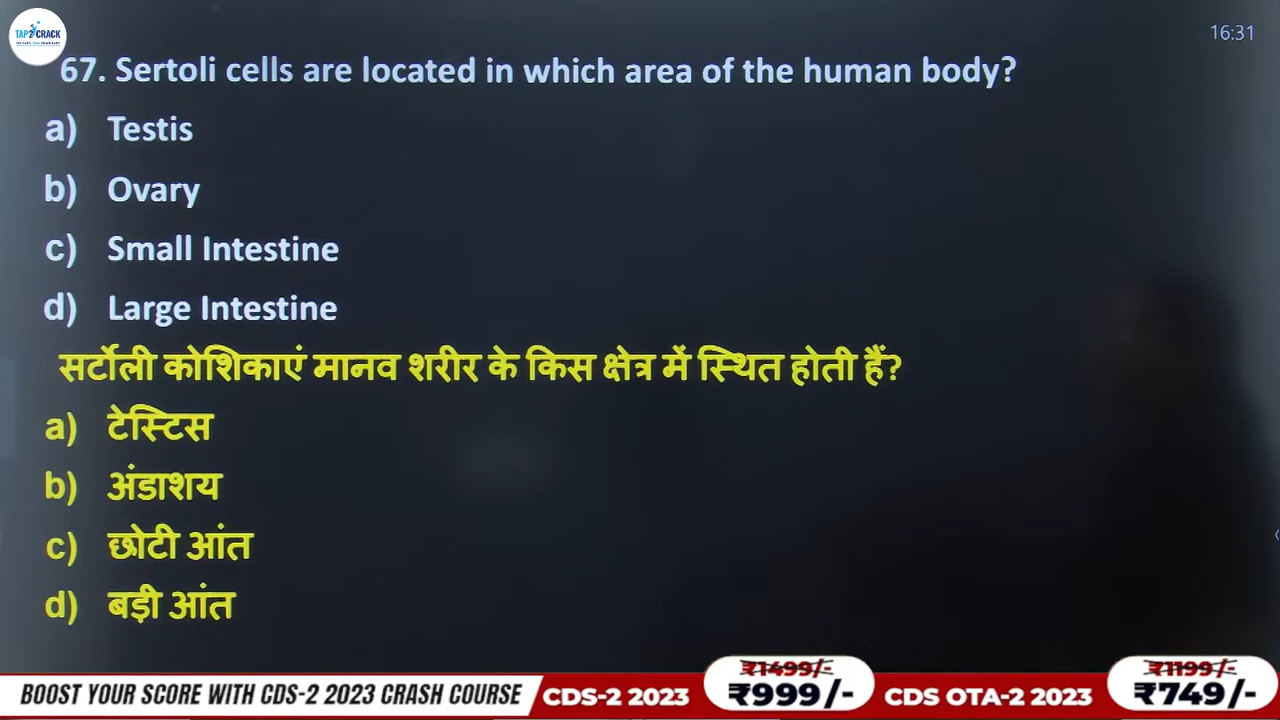 TAP2CRACK
16:31
67. Sertoli cells are located in which area of the human body?
a) Testis
b) Ovary
c) Small Intestine
d) Large Intestine
सर्टोली कोशिकाएं मानव शरीर के किस क्षेत्र में स्थित होती हैं?
a) टेस्टिस
b) अंडाशय
c) छोटी आंत
d) बड़ी आंत
BOOST YOUR SCORE WITH CDS-2 2023 CRASH COURSE
CDS-2 2023
₹1499/-
₹999/-
CDS OTA-2 2023
₹1199/-
₹749/-